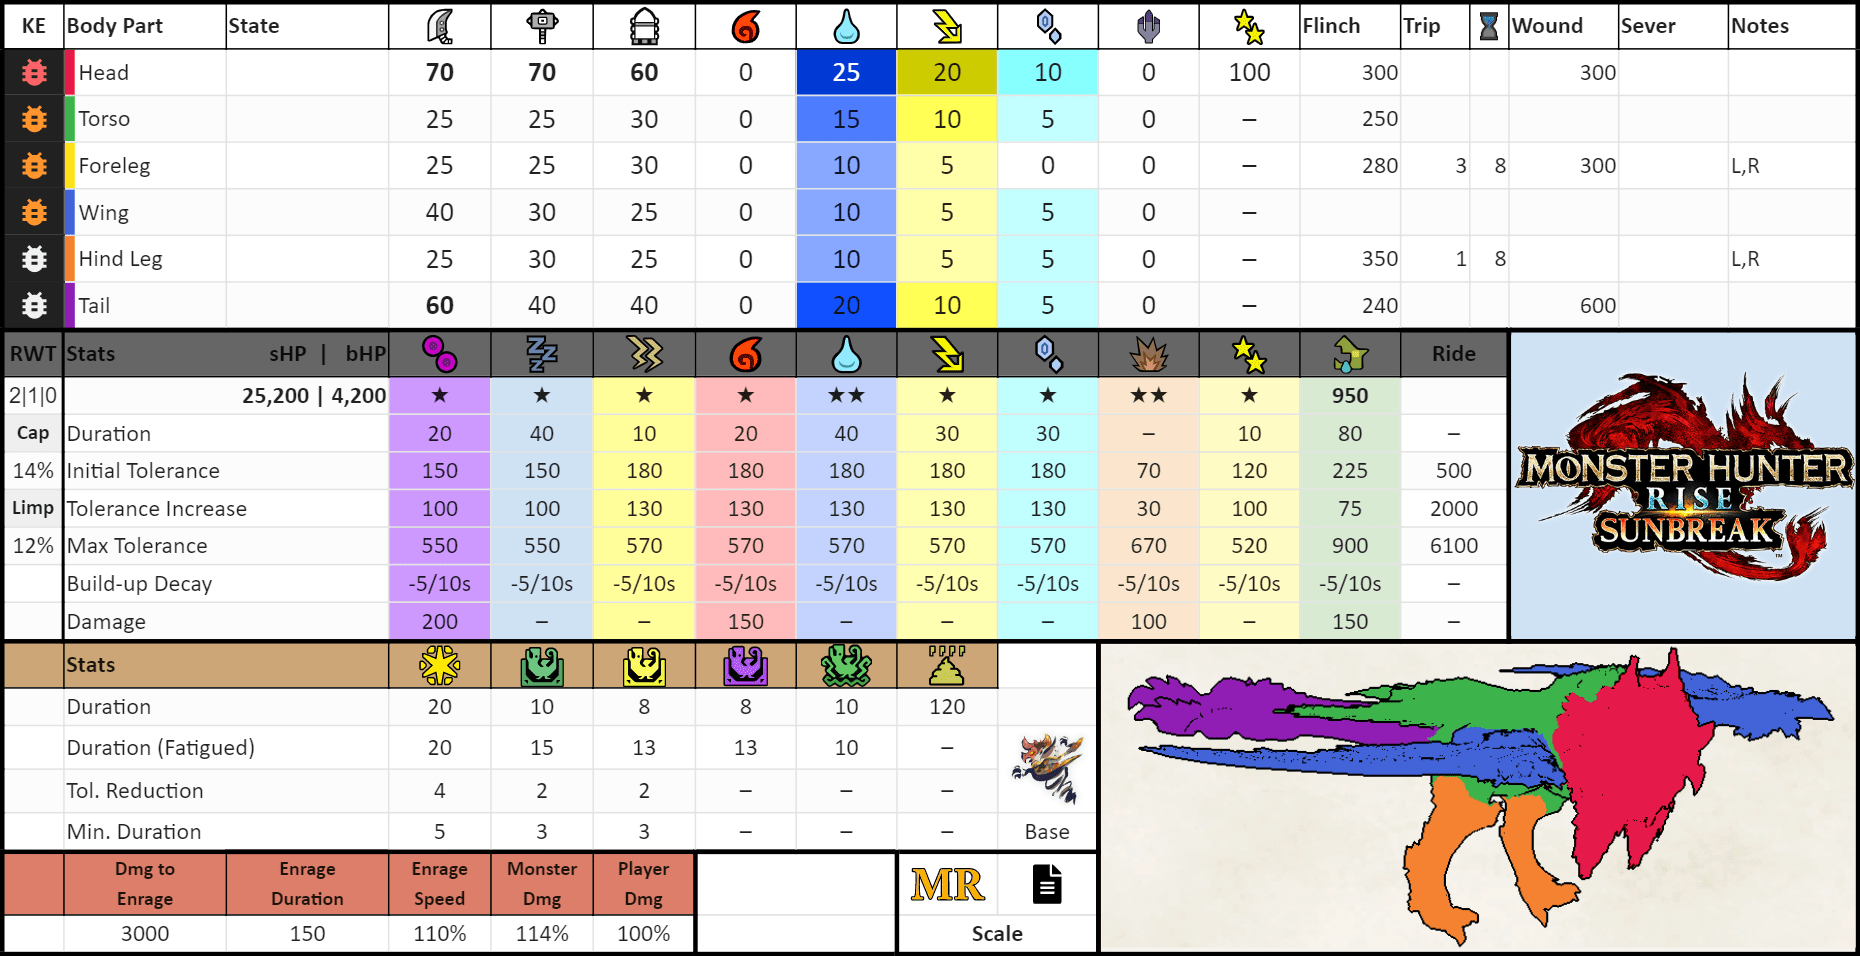 KE Body Part State Flinch Trip Wound Sever Notes
Head 70 70 60 0 25 20 10 0 100 300 300
Torso 25 25 30 0 15 10 5 0 – 250
Foreleg 25 25 30 0 10 5 0 0 – 280 3 8 300 L,R
Wing 40 30 25 0 10 5 5 0 –
Hind Leg 25 30 25 0 10 5 5 0 – 350 1 8 L,R
Tail 60 40 40 0 20 10 5 0 – 240 600
RWT Stats sHP | bHP Ride
2|1|0 25,200 | 4,200 ★ ★ ★ ★ ★★ ★ ★ ★★ ★ 950
Cap Duration 20 40 10 20 40 30 30 – 10 80 –
14% Initial Tolerance 150 150 180 180 180 180 180 70 120 225 500
Limp Tolerance Increase 100 100 130 130 130 130 130 30 100 75 2000
12% Max Tolerance 550 550 570 570 570 570 570 670 520 900 6100
Build-up Decay -5/10s -5/10s -5/10s -5/10s -5/10s -5/10s -5/10s -5/10s -5/10s -5/10s –
Damage 200 – – 150 – – – 100 – 150 –
MONSTER HUNTER
RISE
SUNBREAK
™
Stats
Duration 20 10 8 8 10 120
Duration (Fatigued) 20 15 13 13 10 –
Tol. Reduction 4 2 2 – – –
Min. Duration 5 3 3 – – – Base
Dmg to Enrage Enrage Monster Player
Enrage Duration Speed Dmg Dmg
MR
3000 150 110% 114% 100% Scale